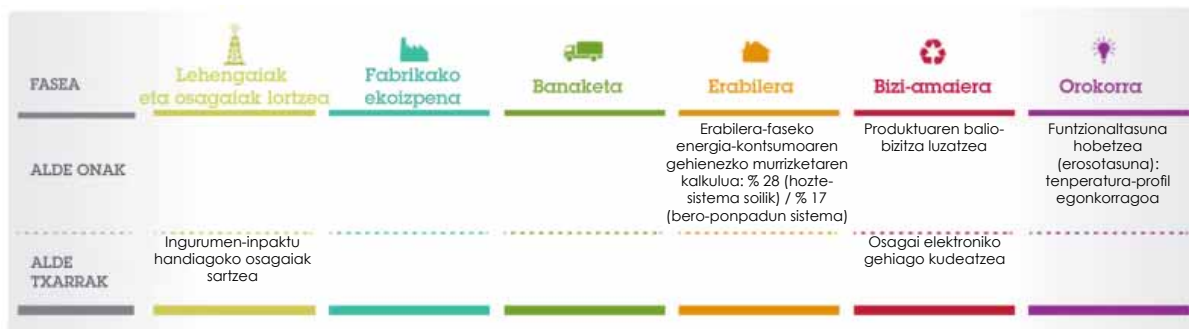 FASEA
Lehengaiak
eta osagaiak lortzea
Fabrikako
ekoizpena
Banaketa
Erabilera
Bizi-amaiera
Orokorra
ALDE ONAK
Erabilera-faseko
energia-kontsumoaren
gehienezko murrizketaren
kalkulua: % 28 (hozte-
sistema soilik) / % 17
(bero-ponpadun sistema)
Produktuaren balio-
bizitza luzatzea
Funtzionaltasuna
hobetzea
(erosotasuna):
tenperatura-profil
egonkorragoa
ALDE
TXARRAK
Ingurumen-inpaktu
handiagoko osagaiak
sartzea
Osagai elektroniko
gehiago kudeatzea